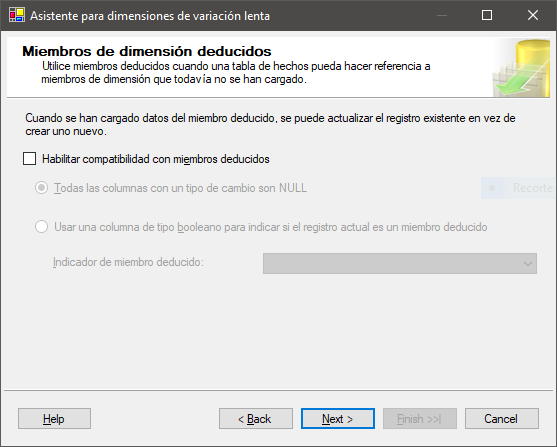 Asistente para dimensiones de variación lenta
Miembros de dimensión deducidos
Utilice miembros deducidos cuando una tabla de hechos pueda hacer referencia a
miembros de dimensión que todavía no se han cargado.
Cuando se han cargado datos del miembro deducido, se puede actualizar el registro existente en vez de
crear uno nuevo.
Habilitar compatibilidad con miembros deducidos
Todas las columnas con un tipo de cambio son NULL
Recorte
Usar una columna de tipo booleano para indicar si el registro actual es un miembro deducido
Indicador de miembro deducido:
Help
< Back
Next >
Finish >>|
Cancel